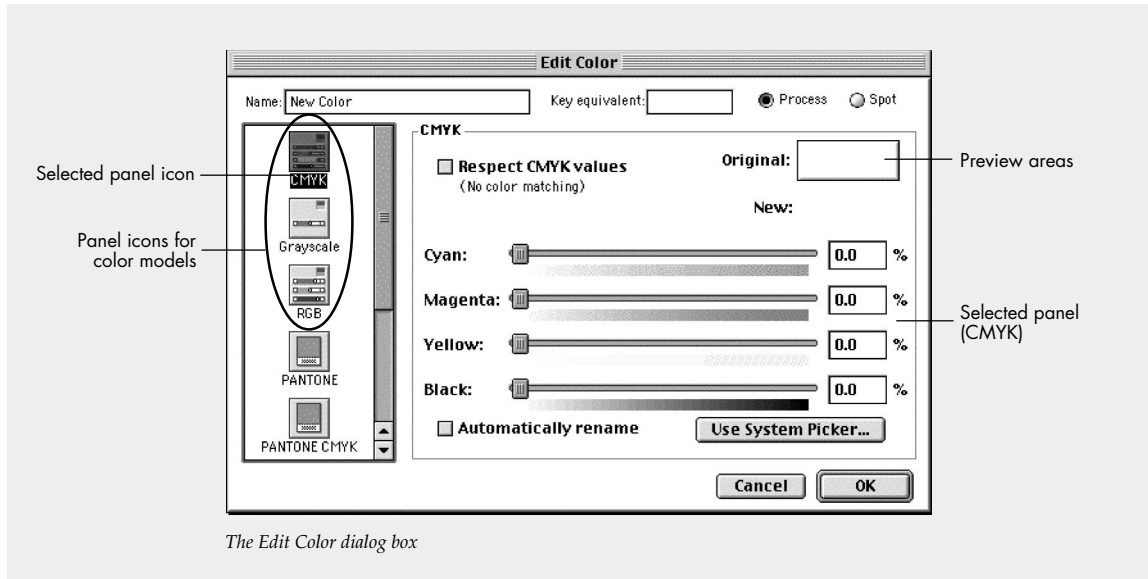 Edit Color
Name: New Color
Key equivalent:
Process
Spot
CMYK
Respect CMYK values
(No color matching)
Original:
New:
Selected panel icon
CMYK
Grayscale
Panel icons for
color models
RGB
PANTONE
PANTONE CMYK
Preview areas
Cyan: 0.0 %
Magenta: 0.0 %
Yellow: 0.0 %
Black: 0.0 %
Selected panel
(CMYK)
Automatically rename
Use System Picker...
Cancel
OK
The Edit Color dialog box